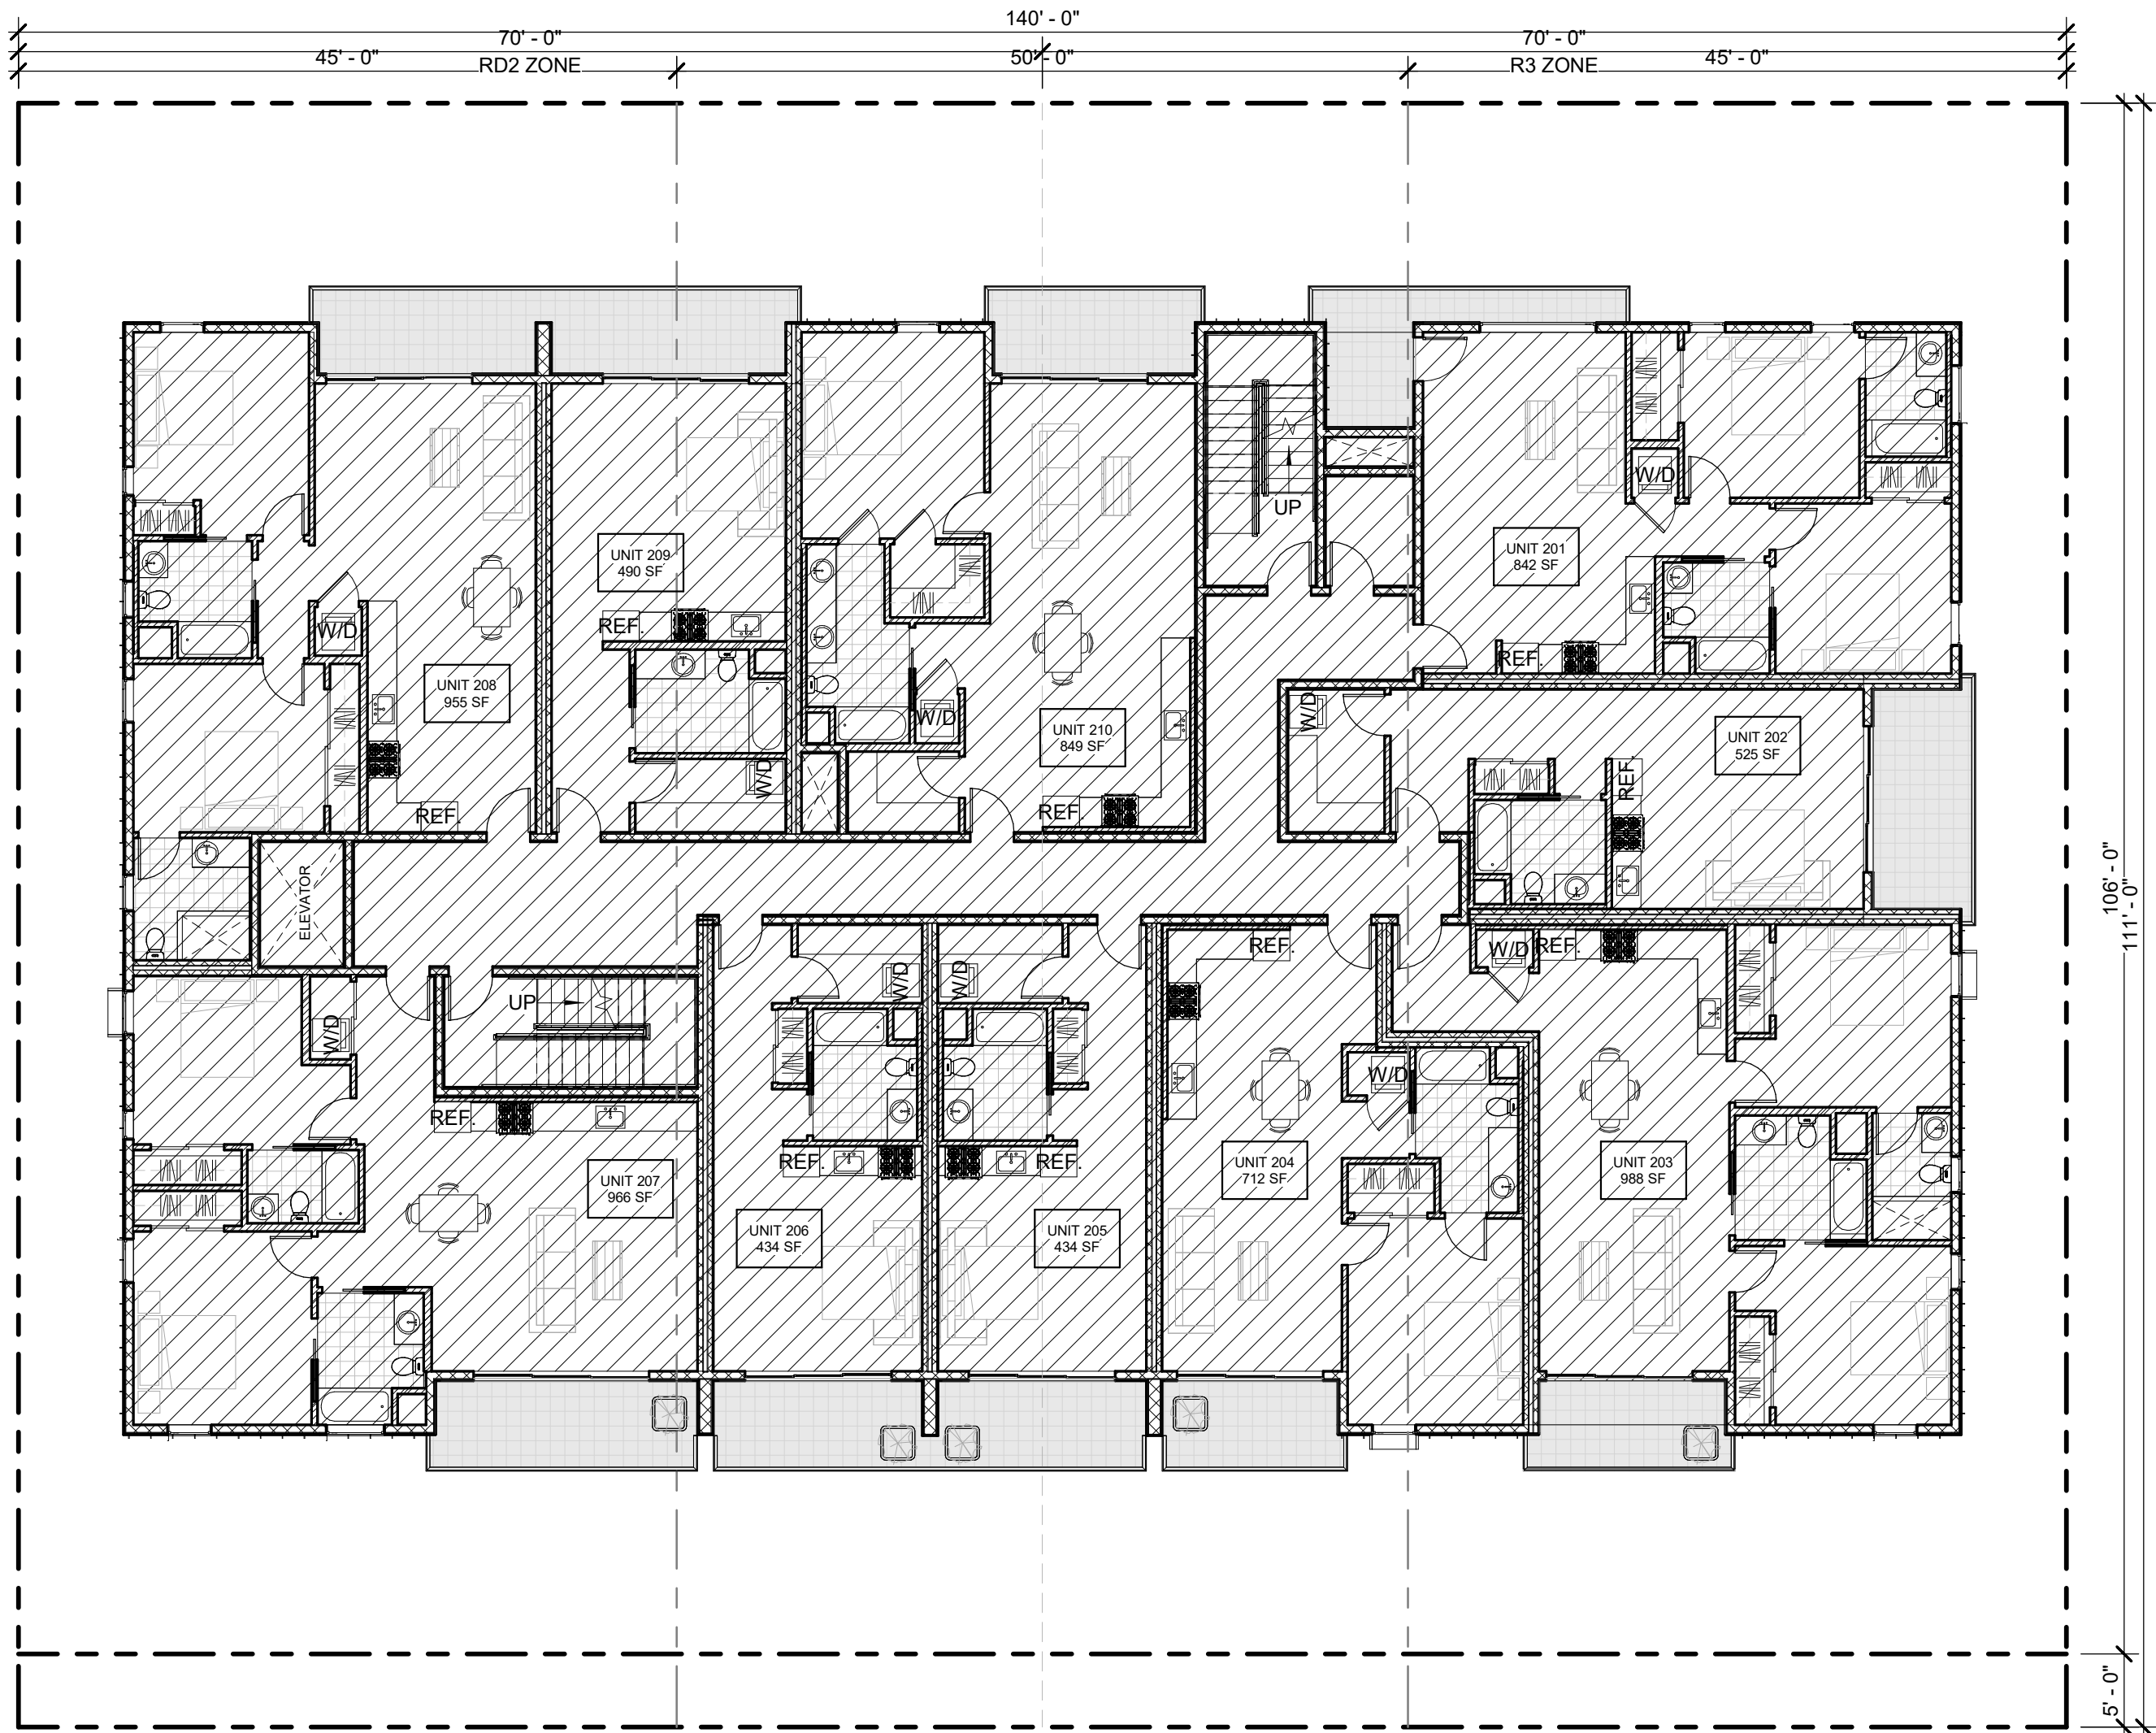 140' - 0"
70' - 0"
70' - 0"
45' - 0"
50' - 0"
45' - 0"
RD2 ZONE
R3 ZONE
W/D
UP
UNIT 201
842 SF
UNIT 209
490 SF
REF.
W/D
REF.
UNIT 208
955 SF
W/D
W/D
UNIT 210
849 SF
UNIT 202
525 SF
W/D
REF.
REF.
REF.
ELEVATOR
106' - 0"
111' - 0"
REF.
W/D
REF.
W/D
W/D
UP
W/D
W/D
REF.
REF.
REF.
UNIT 207
966 SF
UNIT 204
712 SF
UNIT 203
988 SF
UNIT 206
434 SF
UNIT 205
434 SF
5' - 0"